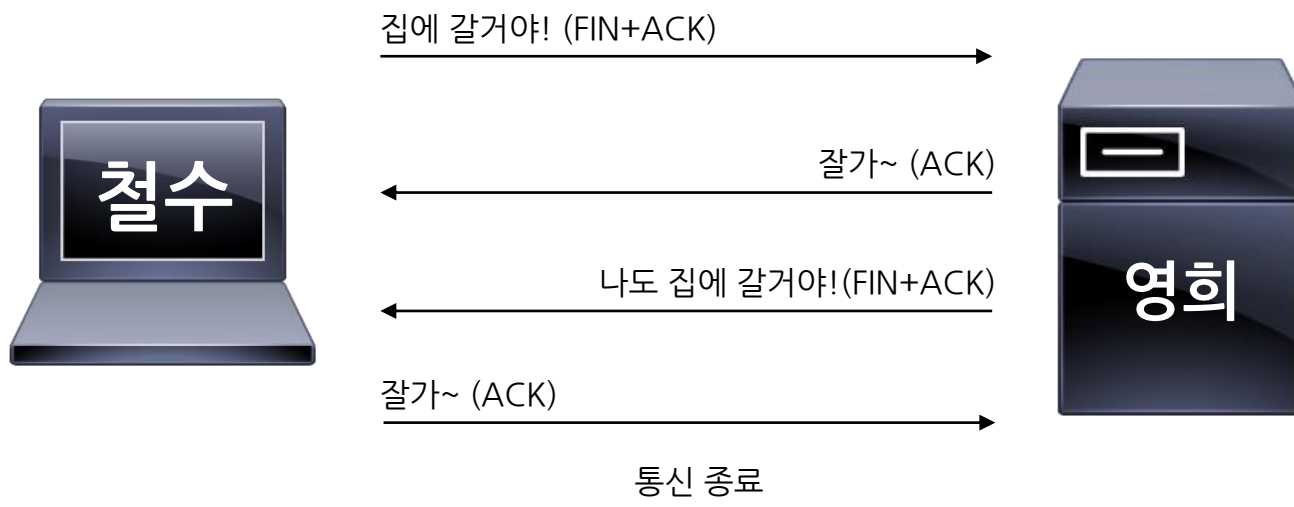 집에 갈거야! (FIN+ACK)
철수
잘가~ (ACK)
나도 집에 갈거야!(FIN+ACK)
영희
잘가~ (ACK)
통신 종료